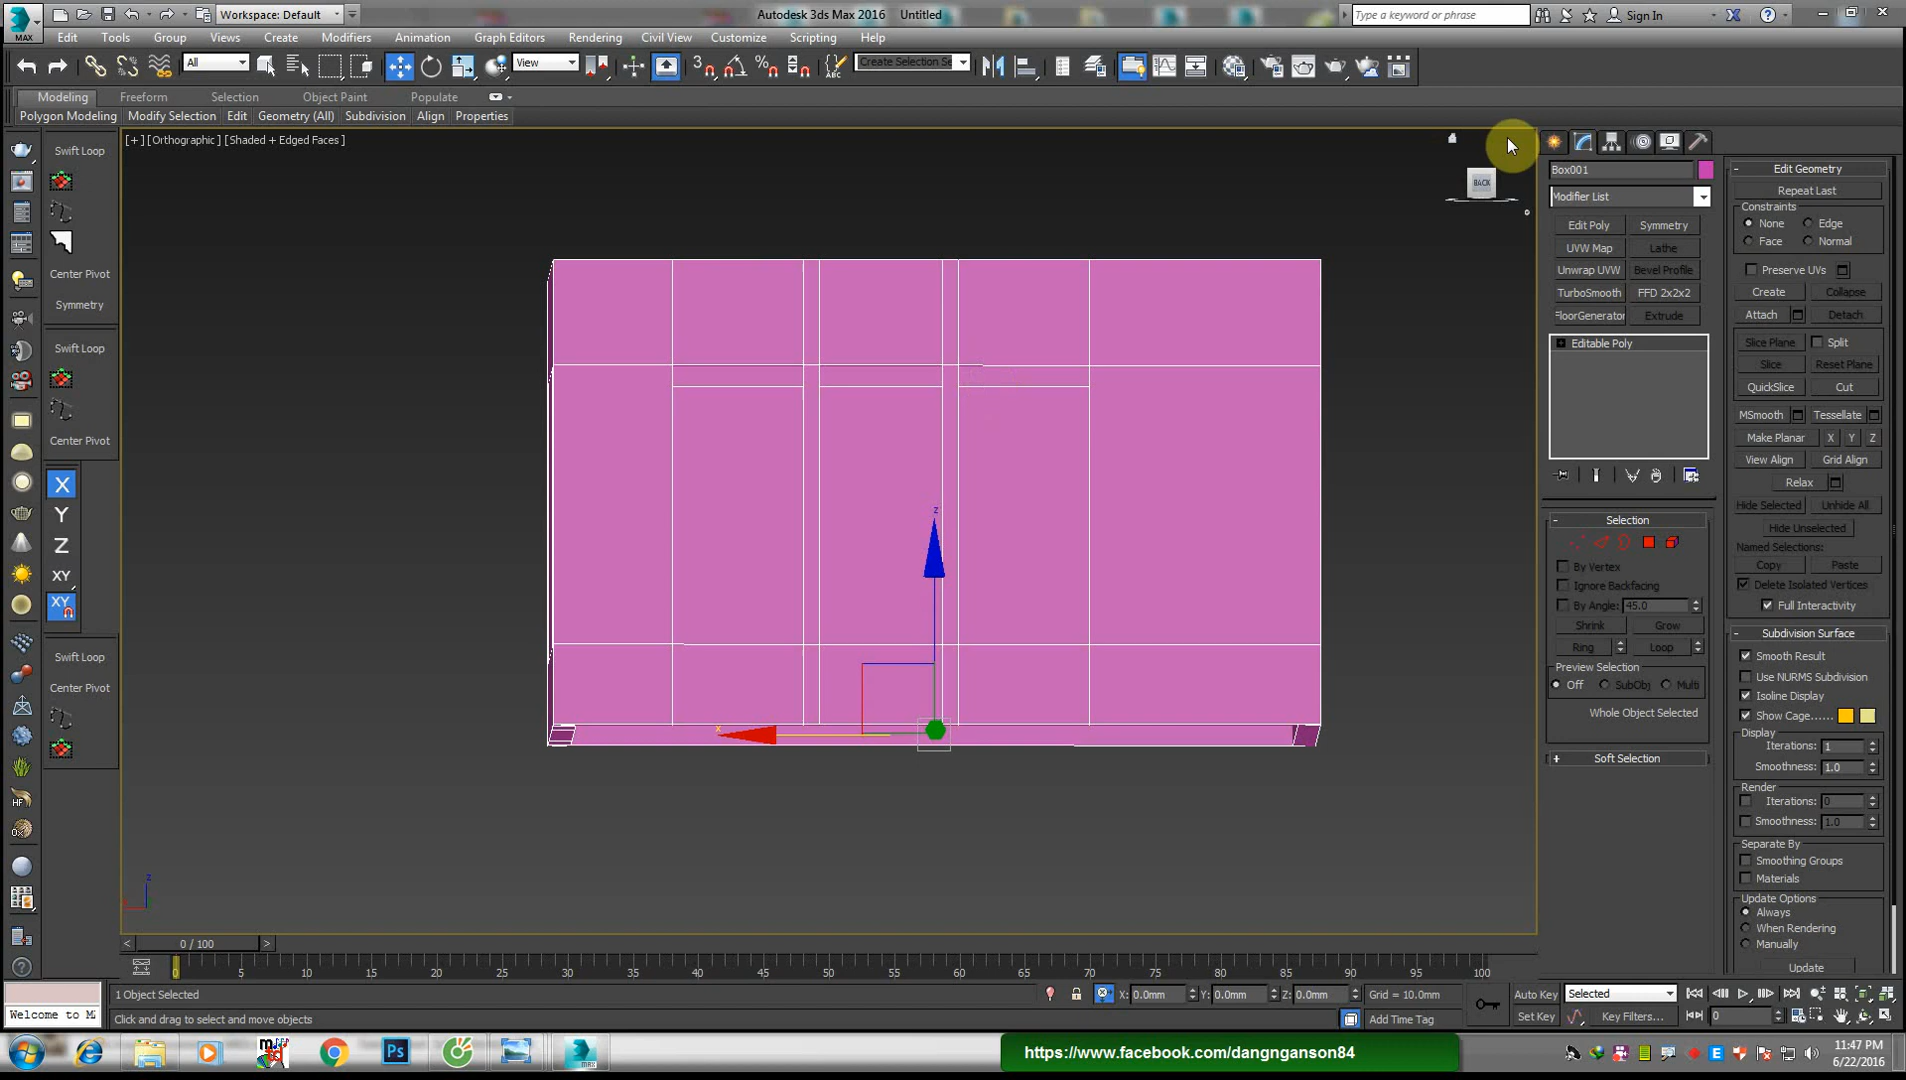 Workspace: Default
Autodesk 3ds Max 2016 Untitled
Type a keyword or phrase
Sign In
MAX
Edit Tools Group Views Create Modifiers Animation Graph Editors Rendering Civil View Customize Scripting Help
All
View
Create Selection Se
Modeling Freeform Selection Object Paint Populate
Polygon Modeling Modify Selection Edit Geometry (All) Subdivision Align Properties
[+] [Orthographic] [Shaded + Edged Faces]
BACK
Swift Loop
Center Pivot
Symmetry
Swift Loop
Center Pivot
X
Y
Z
XY
XY
Swift Loop
Center Pivot
z
x
z
Box001
Modifier List
Edit Poly Symmetry
UVW Map Lathe
Unwrap UVW Bevel Profile
TurboSmooth FFD 2x2x2
FloorGenerator Extrude
Editable Poly
Selection
By Vertex
Ignore Backfacing
By Angle: 45.0
Shrink Grow
Ring Loop
Preview Selection
Off SubObj Multi
Whole Object Selected
Soft Selection
Edit Geometry
Repeat Last
Constraints
None Edge
Face Normal
Preserve UVs
Create Collapse
Attach Detach
Slice Plane Split
Slice Reset Plane
QuickSlice Cut
MSmooth Tessellate
Make Planar X Y Z
View Align Grid Align
Relax
Hide Selected Unhide All
Hide Unselected
Named Selections:
Copy Paste
Delete Isolated Vertices
Full Interactivity
Subdivision Surface
Smooth Result
Use NURMS Subdivision
Isoline Display
Show Cage......
Display
Iterations: 1
Smoothness: 1.0
Render
Iterations: 0
Smoothness: 1.0
Separate By
Smoothing Groups
Materials
Update Options
Always
When Rendering
Manually
Update
< 0 / 100 >
0 5 10 15 20 25 30 35 40 45 50 55 60 65 70 75 80 85 90 95 100
1 Object Selected
X: 0.0mm Y: 0.0mm Z: 0.0mm Grid = 10.0mm
Auto Key Selected
Welcome to M
Click and drag to select and move objects
Add Time Tag
Set Key Key Filters... 0
https://www.facebook.com/dangnganson84
11:47 PM
6/22/2016